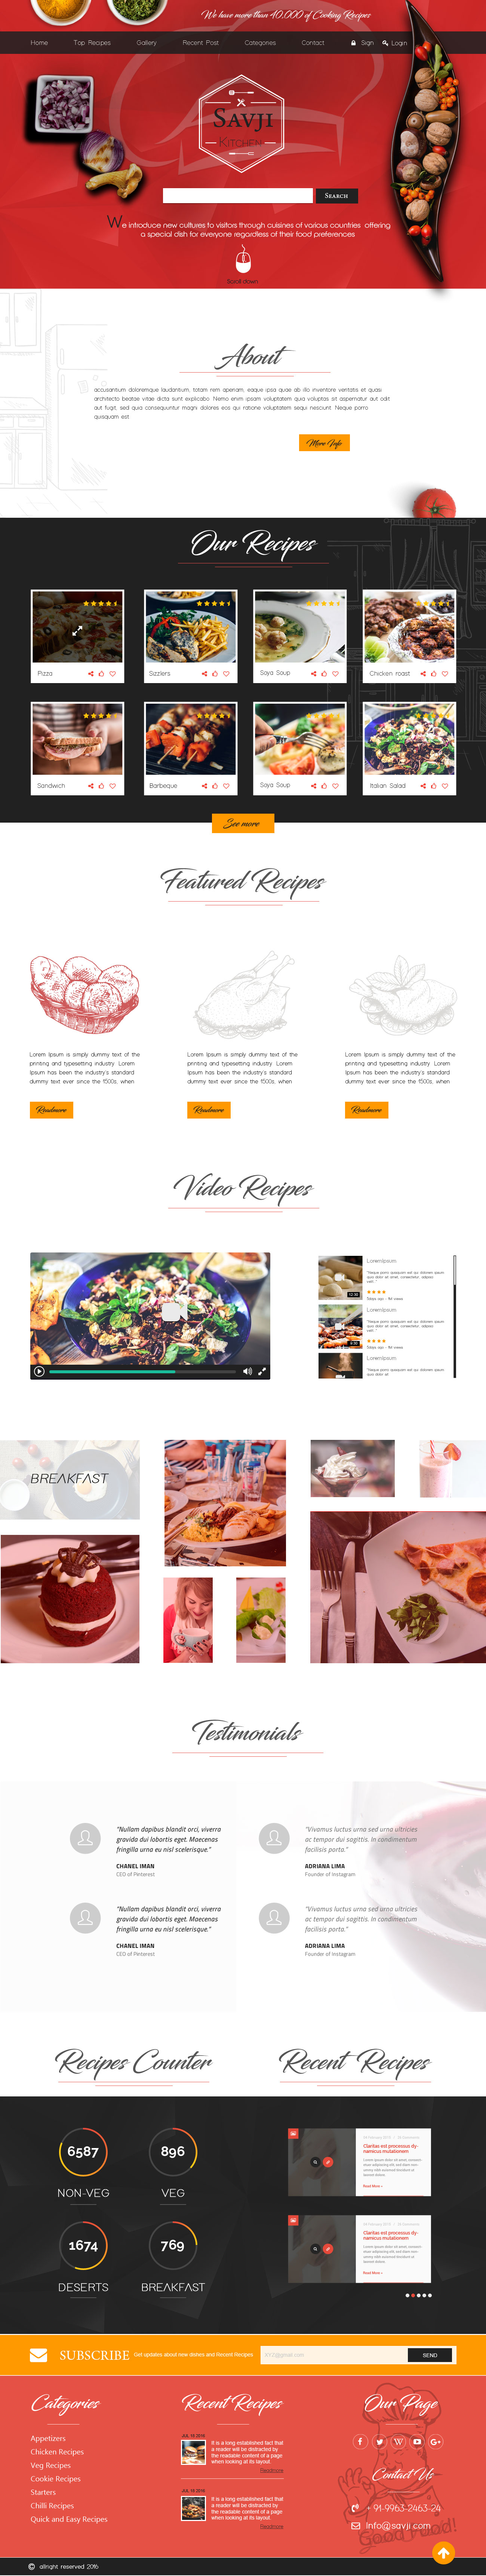 We have more than 40,000 of Cooking Recipes
Home Top Recipes Gallery Recent Post Categories Contact Sign Login
SAVJI
KITCHEN
SEARCH
We introduce new cultures to visitors through cuisines of various countries offering
a special dish for everyone regardless of their food preferences
Scroll down
About
accusantium doloremque laudantium, totam rem aperiam, eaque ipsa quae ab illo inventore veritatis et quasi
architecto beatae vitae dicta sunt explicabo. Nemo enim ipsam voluptatem quia voluptas sit aspernatur aut odit
aut fugit, sed quia consequuntur magni dolores eos qui ratione voluptatem sequi nesciunt. Neque porro
quisquam est
More Info
Our Recipes
Pizza
Sizzlers
Soya Soup
Chicken roast
Sandwich
Barbeque
Soya Soup
Italian Salad
See more
Featured Recipes
Lorem Ipsum is simply dummy text of the
printing and typesetting industry. Lorem
Ipsum has been the industry's standard
dummy text ever since the 1500s, when
Readmore
Lorem Ipsum is simply dummy text of the
printing and typesetting industry. Lorem
Ipsum has been the industry's standard
dummy text ever since the 1500s, when
Readmore
Lorem Ipsum is simply dummy text of the
printing and typesetting industry. Lorem
Ipsum has been the industry's standard
dummy text ever since the 1500s, when
Readmore
Video Recipes
LoremIpsum
"Neque porro quisquam est qui dolorem ipsum
quia dolor sit amet, consectetur, adipisci
velit..."
LoremIpsum
"Neque porro quisquam est qui dolorem ipsum
quia dolor sit amet, consectetur, adipisci
velit..."
LoremIpsum
"Neque porro quisquam est qui dolorem ipsum
quia dolor sit
BREAKFAST
Testimonials
"Nullam dapibus blandit orci, viverra
gravida dui lobortis eget. Maecenas
fringilla urna eu nisl scelerisque."
CHANEL IMAN
CEO of Pinterest
"Vivamus luctus urna sed urna ultricies
ac tempor dui sagittis. In condimentum
facilisis porta."
ADRIANA LIMA
Founder of Instagram
"Nullam dapibus blandit orci, viverra
gravida dui lobortis eget. Maecenas
fringilla urna eu nisl scelerisque."
CHANEL IMAN
CEO of Pinterest
"Vivamus luctus urna sed urna ultricies
ac tempor dui sagittis. In condimentum
facilisis porta."
ADRIANA LIMA
Founder of Instagram
Recipes Counter
Recent Recipes
6587
NON-VEG
896
VEG
1674
DESERTS
769
BREAKFAST
Claritas est processus dy-
namicus mutationem
Read More >
Claritas est processus dy-
namicus mutationem
Read More >
SUBSCRIBE
Get updates about new dishes and Recent Recipes
SEND
Categories
Appetizers
Chicken Recipes
Veg Recipes
Cookie Recipes
Starters
Chilli Recipes
Quick and Easy Recipes
Recent Recipes
It is a long established fact that
a reader will be distracted by
the readable content of a page
when looking at its layout.
Readmore
It is a long established fact that
a reader will be distracted by
the readable content of a page
when looking at its layout.
Readmore
Our Page
Contact Us
+ 91-9963-2463-24
Info@savji.com
Good food!
© allright reserved 2016